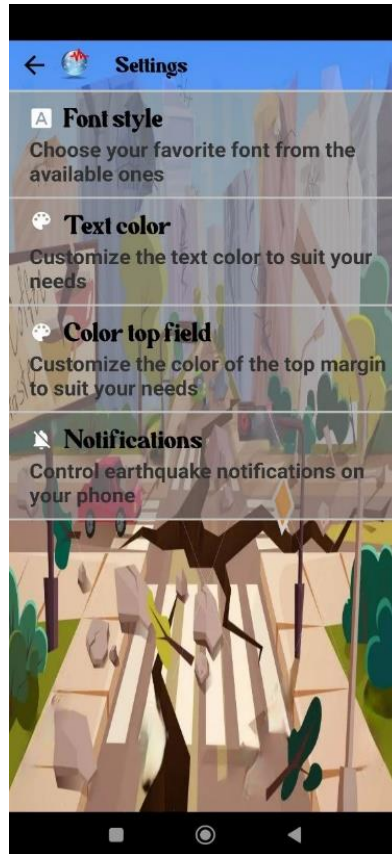 Settings
Font style
Choose your favorite font from the
available ones
Text color
Customize the text color to suit your
needs
Color top field
Customize the color of the top margin
to suit your needs
Notifications
Control earthquake notifications on
your phone